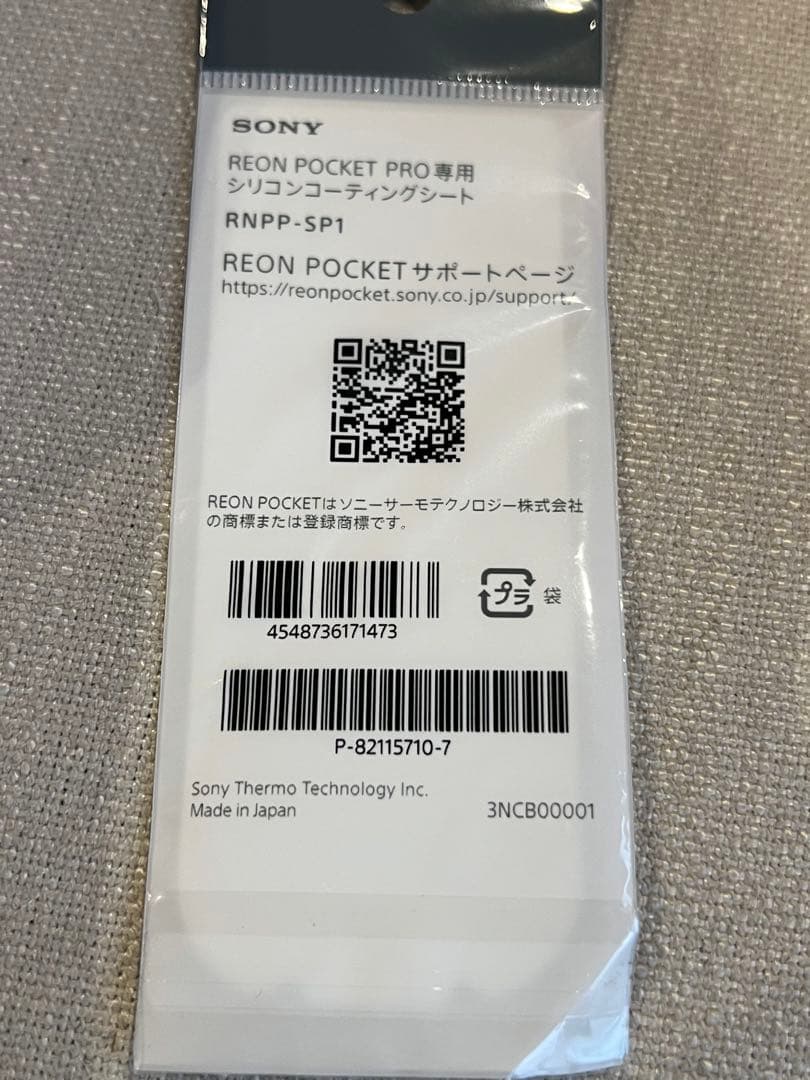 SONY
REON POCKET PRO専用
シリコンコーティングシート
RNPP-SP1
REON POCKETサポートページ
https://reonpocket.sony.co.jp/support/
REON POCKETはソニーサーモテクノロジー株式会社
の商標または登録商標です。
プラ 袋
4548736171473
P-82115710-7
Sony Thermo Technology Inc.
Made in Japan 3NCB00001